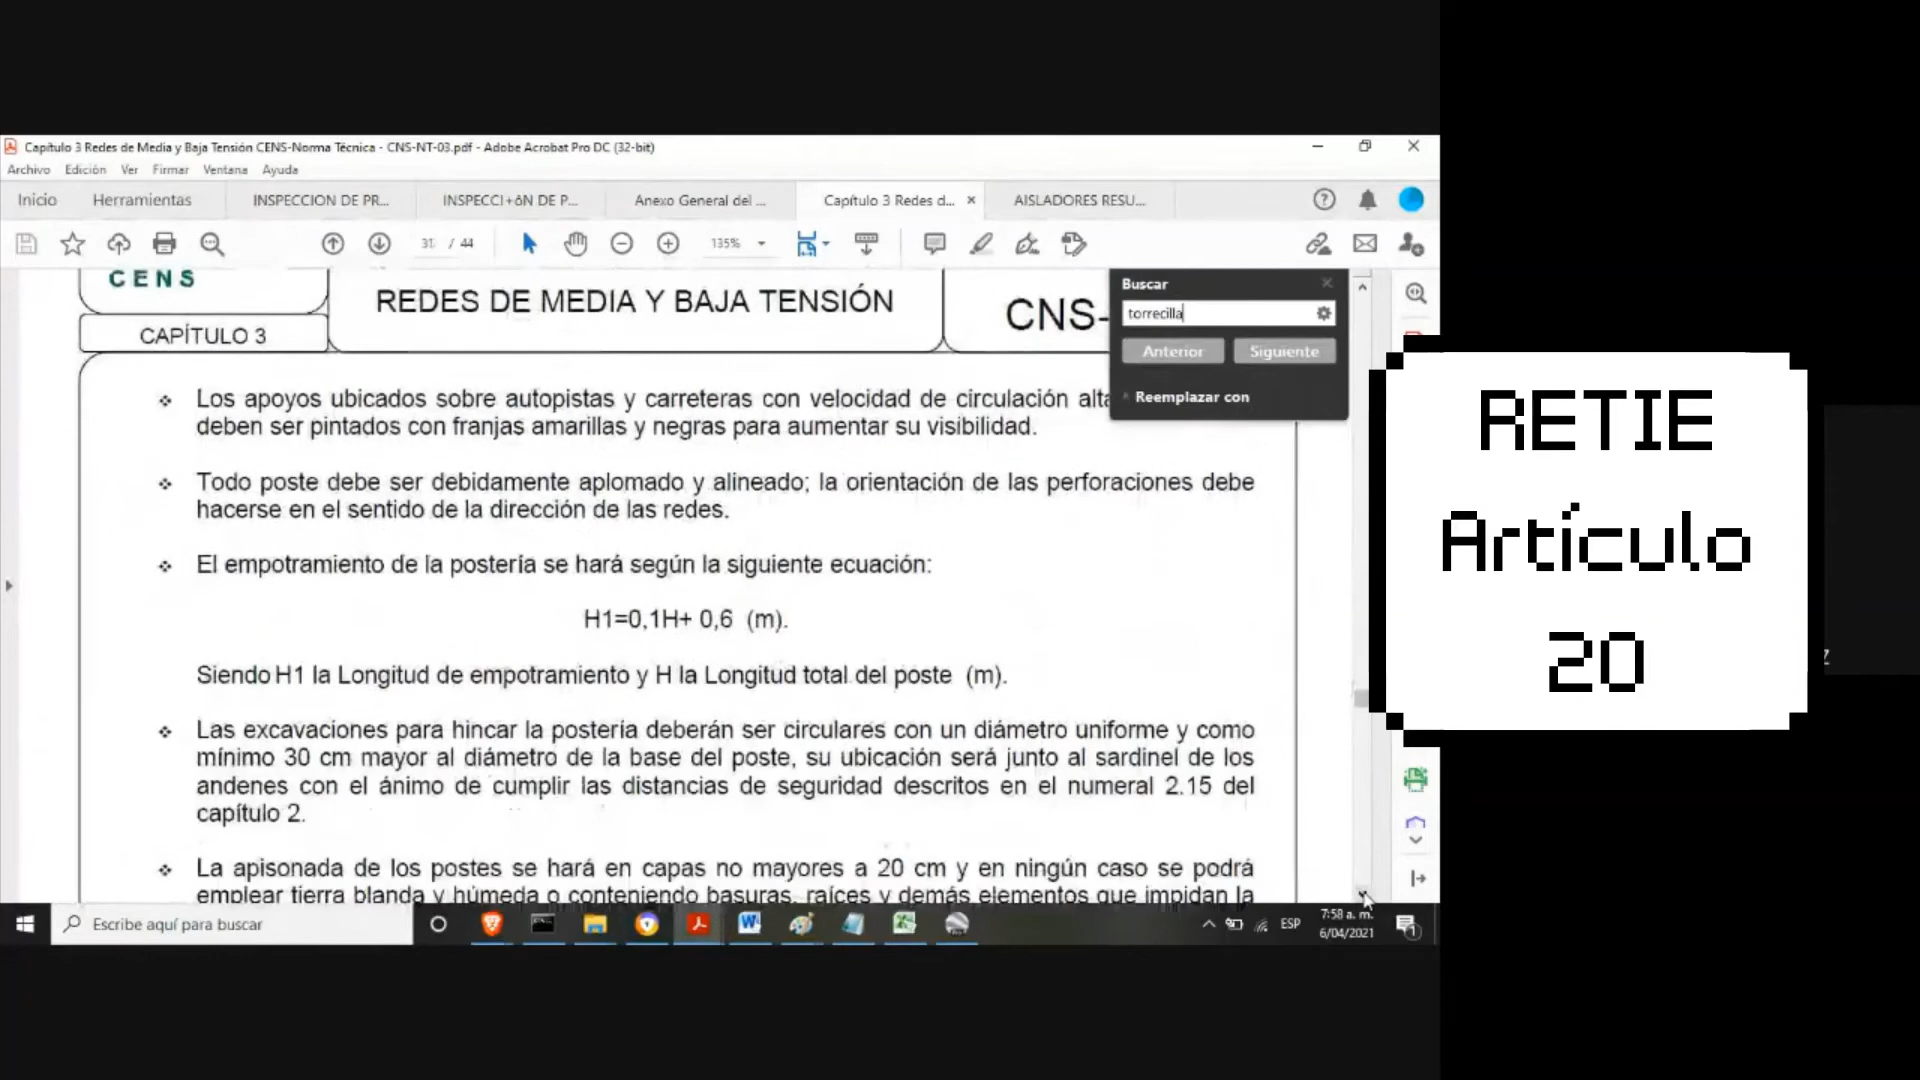 Capítulo 3 Redes de Media y Baja Tensión CENS-Norma Técnica - CNS-NT-03.pdf - Adobe Acrobat Pro DC (32-bit)
Archivo Edición Ver Firmar Ventana Ayuda
Inicio Herramientas INSPECCION DE PR... INSPECCI+ôN DE P... Anexo General del ... Capítulo 3 Redes d... AISLADORES RESU...
31 / 44 135%
CENS
CAPÍTULO 3
REDES DE MEDIA Y BAJA TENSIÓN
CNS-
Buscar
torrecilla
Anterior Siguiente
Reemplazar con
Los apoyos ubicados sobre autopistas y carreteras con velocidad de circulación alta
deben ser pintados con franjas amarillas y negras para aumentar su visibilidad.
Todo poste debe ser debidamente aplomado y alineado; la orientación de las perforaciones debe
hacerse en el sentido de la dirección de las redes.
El empotramiento de la postería se hará según la siguiente ecuación:
H1=0,1H+ 0,6 (m).
Siendo H1 la Longitud de empotramiento y H la Longitud total del poste (m).
Las excavaciones para hincar la postería deberán ser circulares con un diámetro uniforme y como
mínimo 30 cm mayor al diámetro de la base del poste, su ubicación será junto al sardinel de los
andenes con el ánimo de cumplir las distancias de seguridad descritos en el numeral 2.15 del
capítulo 2.
La apisonada de los postes se hará en capas no mayores a 20 cm y en ningún caso se podrá
emplear tierra blanda y húmeda o conteniendo basuras, raíces y demás elementos que impidan la
Escribe aquí para buscar
ESP
7:58 a. m.
6/04/2021
1
RETIE
Artículo
20
Z